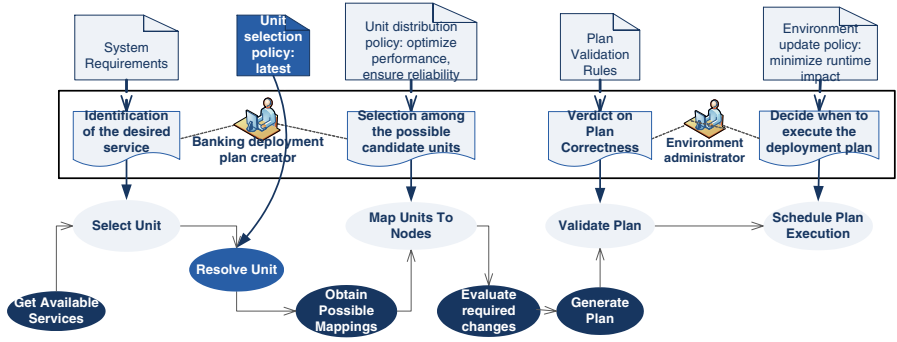 System
Requirements
Unit
selection
policy:
latest
Unit distribution
policy: optimize
performance,
ensure reliability
Plan
Validation
Rules
Environment
update policy:
minimize runtime
impact
Identification
of the desired
service
Banking deployment
plan creator
Selection among
the possible
candidate units
Verdict on
Plan
Correctness
Environment
administrator
Decide when to
execute the
deployment plan
Select Unit
Map Units To
Nodes
Validate Plan
Schedule Plan
Execution
Resolve Unit
Get Available
Services
Obtain
Possible
Mappings
Evaluate
required
changes
Generate
Plan